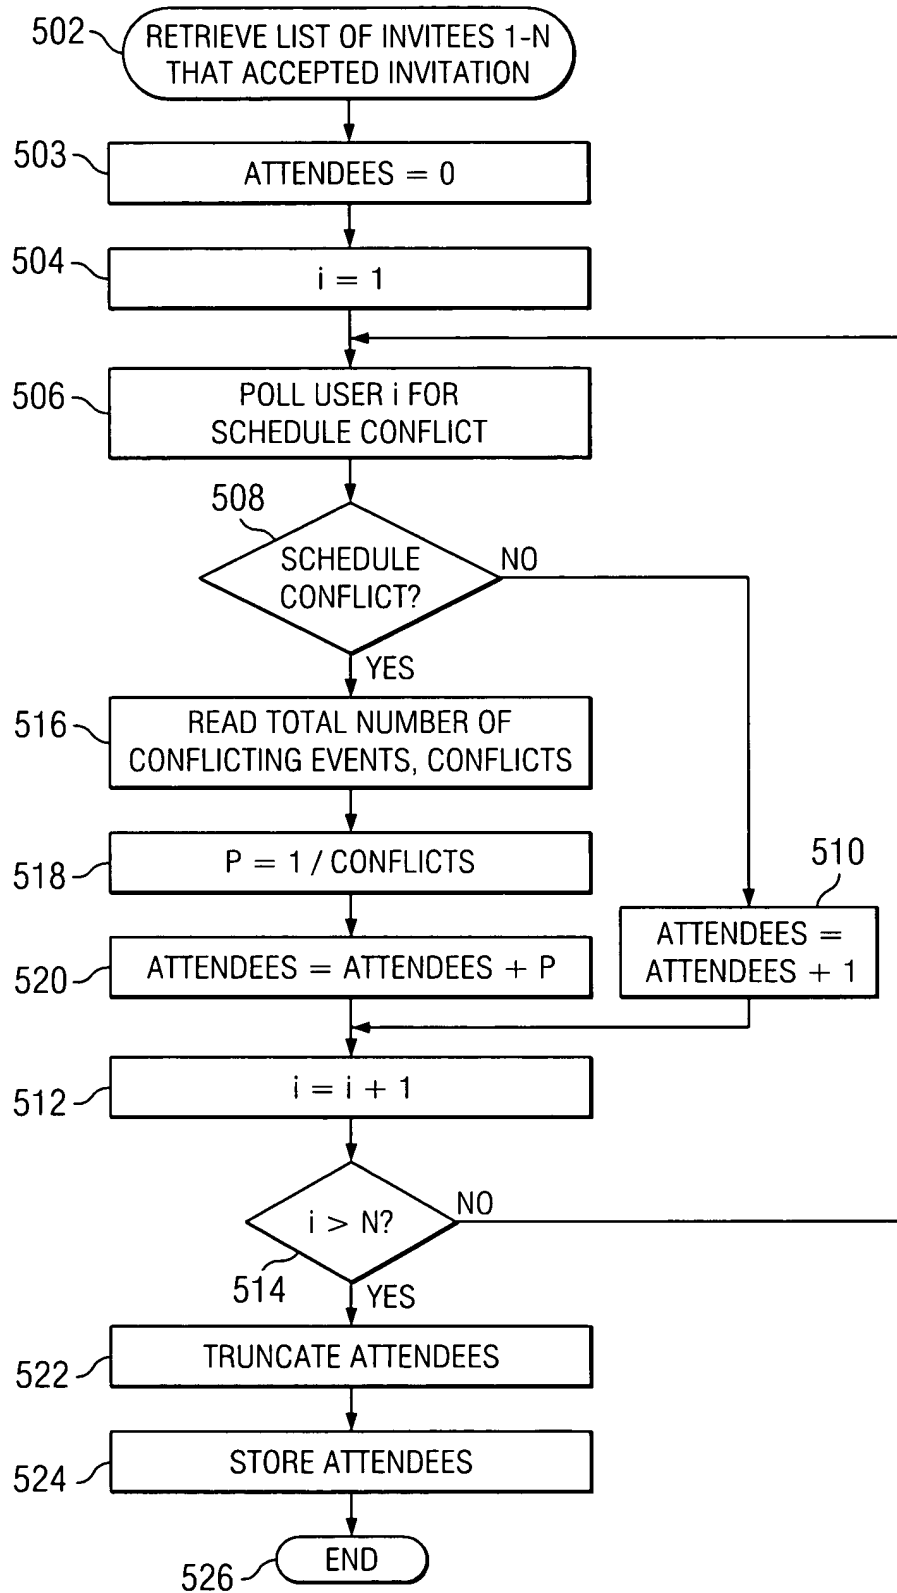 502
RETRIEVE LIST OF INVITEES 1-N
THAT ACCEPTED INVITATION
503
ATTENDEES = 0
504
i = 1
506
POLL USER i FOR
SCHEDULE CONFLICT
508
SCHEDULE
CONFLICT?
NO
YES
516
READ TOTAL NUMBER OF
CONFLICTING EVENTS, CONFLICTS
518
P = 1 / CONFLICTS
510
ATTENDEES =
ATTENDEES + 1
520
ATTENDEES = ATTENDEES + P
512
i = i + 1
i > N?
NO
514
YES
522
TRUNCATE ATTENDEES
524
STORE ATTENDEES
526
END